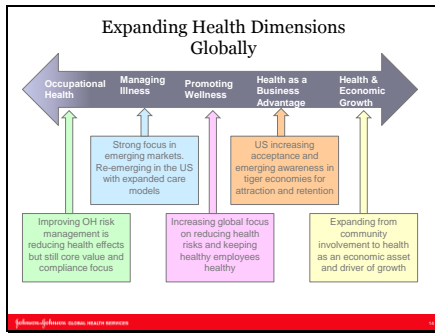 Expanding Health Dimensions
Globally
Occupational
Health
Managing
Illness
Promoting
Wellness
Health as a
Business
Advantage
Health &
Economic
Growth
Strong focus in
emerging markets.
Re-emerging in the US
with expanded care
models
US increasing
acceptance and
emerging awareness in
tiger economies for
attraction and retention
Improving OH risk
management is
reducing health effects
but still core value and
compliance focus
Increasing global focus
on reducing health
risks and keeping
healthy employees
healthy
Expanding from
community
involvement to health
as an economic asset
and driver of growth
Johnson & Johnson GLOBAL HEALTH SERVICES